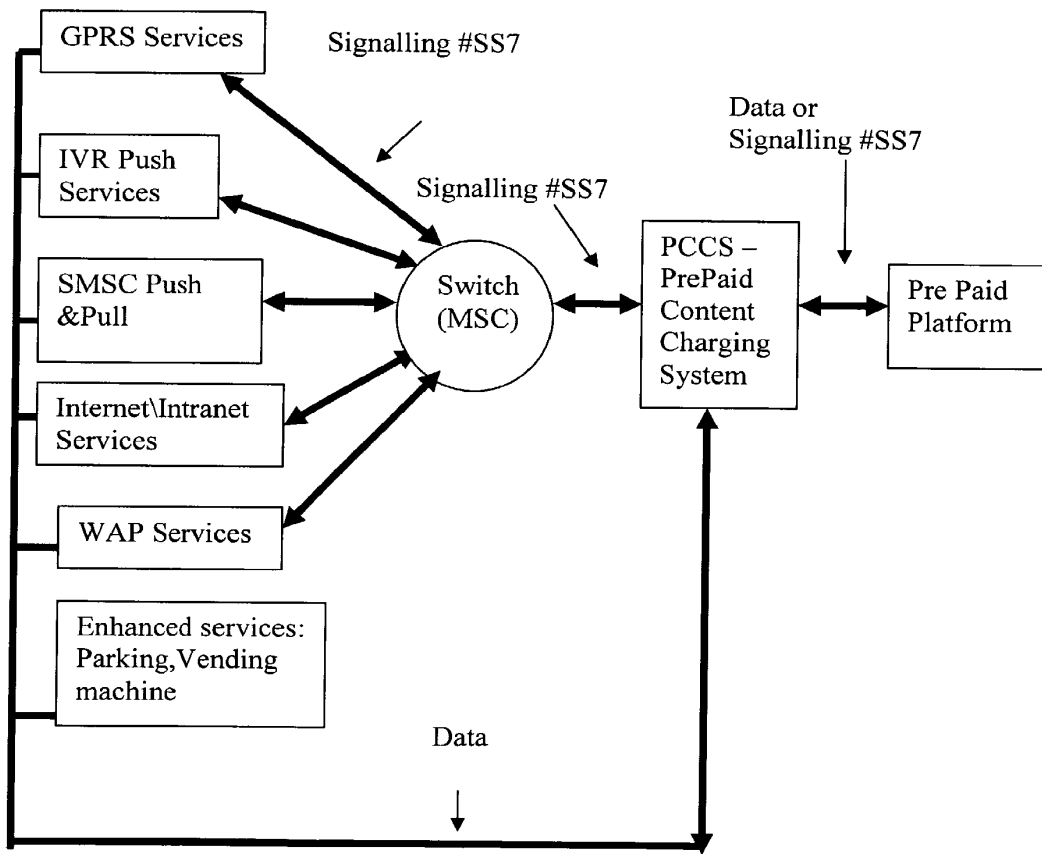 GPRS Services
Signalling #SS7
Data or
Signalling #SS7
IVR Push
Services
Signalling #SS7
PCCS –
PrePaid
Content
Charging
System
SMSC Push
&Pull
Switch
(MSC)
Pre Paid
Platform
Internet\Intranet
Services
WAP Services
Enhanced services:
Parking,Vending
machine
Data